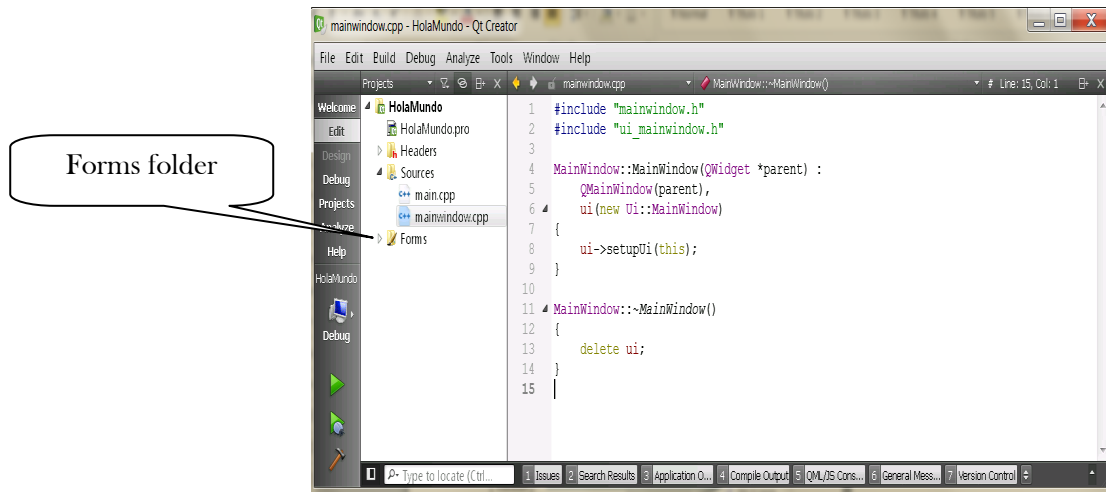 Forms folder
mainwindow.cpp - HolaMundo - Qt Creator
File Edit Build Debug Analyze Tools Window Help
Projects mainwindow.cpp MainWindow::~MainWindow() # Line: 15, Col: 1
Welcome
Edit
Design
Debug
Projects
Analyze
Help
HolaMundo
Debug
HolaMundo
HolaMundo.pro
Headers
Sources
main.cpp
mainwindow.cpp
Forms
1 #include "mainwindow.h"
2 #include "ui_mainwindow.h"
3
4 MainWindow::MainWindow(QWidget *parent) :
5 QMainWindow(parent),
6 ui(new Ui::MainWindow)
7 {
8 ui->setupUi(this);
9 }
10
11 MainWindow::~MainWindow()
12 {
13 delete ui;
14 }
15
Type to locate (Ctrl... 1 Issues 2 Search Results 3 Application O... 4 Compile Output 5 QML/JS Cons... 6 General Mess... 7 Version Control